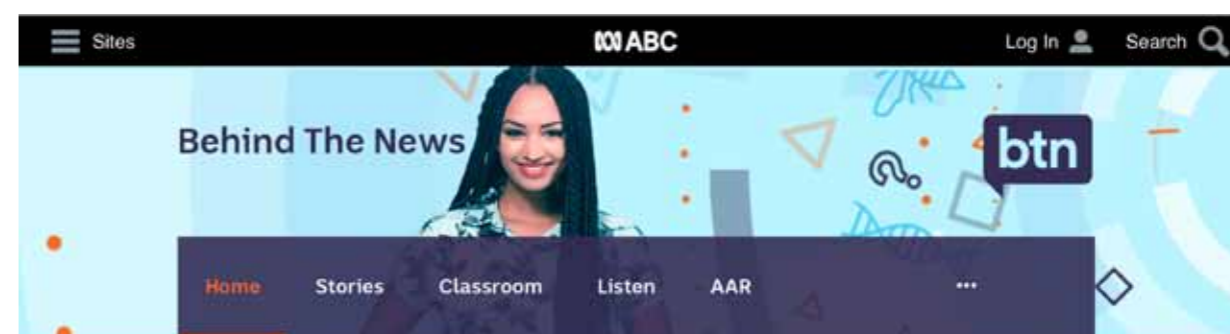 Sites ABC Log In Search
Behind The News btn
Home Stories Classroom Listen AAR ...